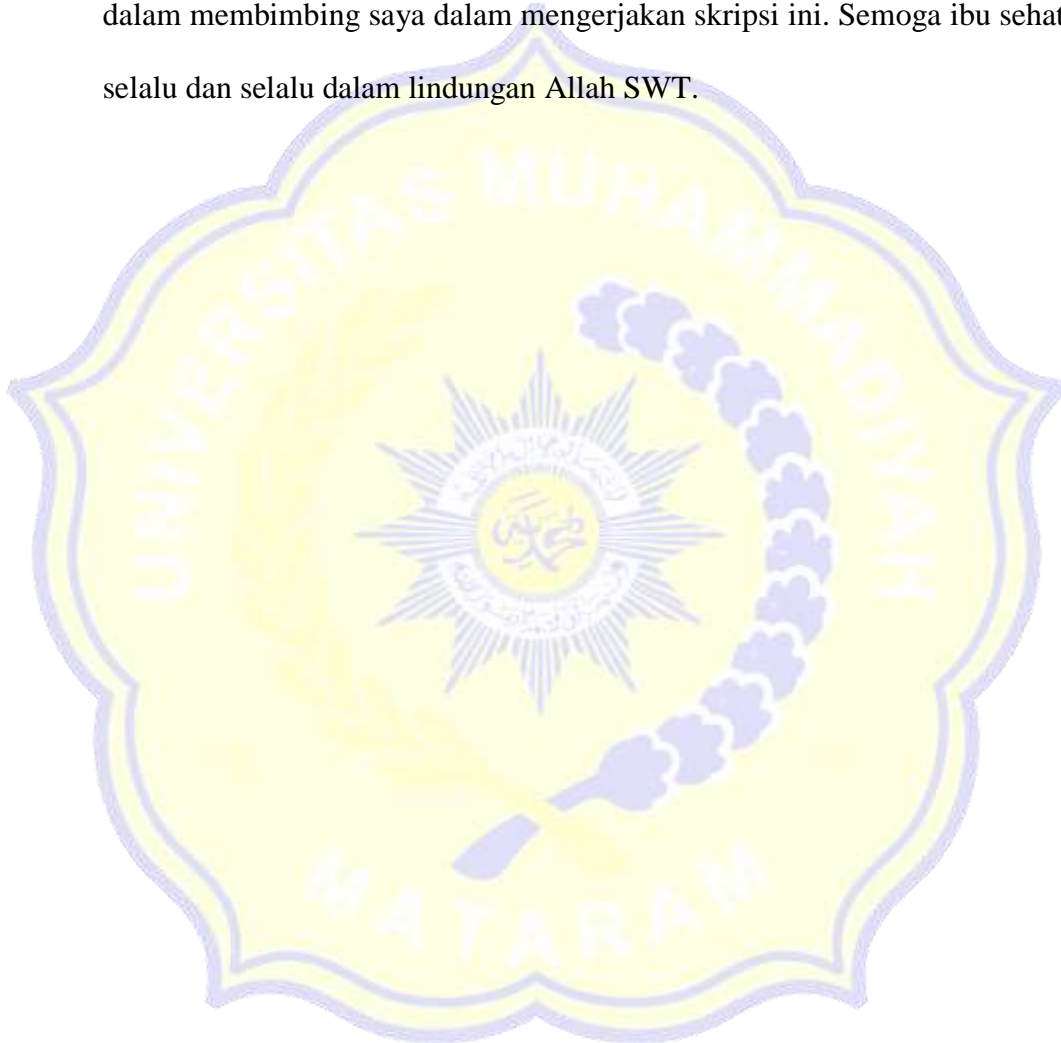 dalam membimbing saya dalam mengerjakan skripsi ini. Semoga ibu sehat
selalu dan selalu dalam lindungan Allah SWT.
UNIVERSITAS MUHAMMADIYAH
MATARAM